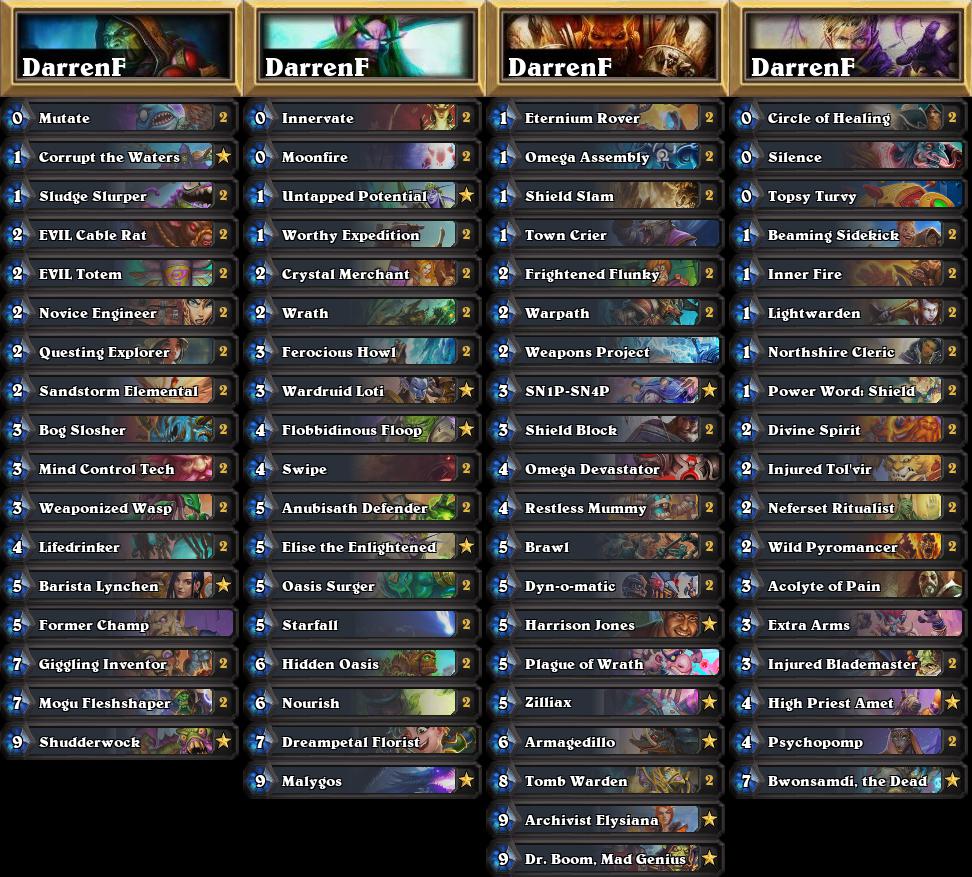 DarrenF
0 Mutate 2
1 Corrupt the Waters
1 Sludge Slurper 2
2 EVIL Cable Rat 2
2 EVIL Totem 2
2 Novice Engineer 2
2 Questing Explorer 2
2 Sandstorm Elemental 2
3 Bog Slosher 2
3 Mind Control Tech 2
3 Weaponized Wasp 2
4 Lifedrinker 2
5 Barista Lynchen
5 Former Champ
7 Giggling Inventor 2
7 Mogu Fleshshaper 2
9 Shudderwock
DarrenF
0 Innervate 2
0 Moonfire 2
1 Untapped Potential
1 Worthy Expedition 2
2 Crystal Merchant 2
2 Wrath 2
3 Ferocious Howl 2
3 Wardruid Loti
4 Flobbidinous Floop
4 Swipe 2
5 Anubisath Defender 2
5 Elise the Enlightened
5 Oasis Surger 2
5 Starfall 2
6 Hidden Oasis 2
6 Nourish 2
7 Dreampetal Florist
9 Malygos
DarrenF
1 Eternium Rover 2
1 Omega Assembly 2
1 Shield Slam 2
1 Town Crier
2 Frightened Flunky 2
2 Warpath 2
2 Weapons Project
3 SN1P-SN4P
3 Shield Block 2
4 Omega Devastator
4 Restless Mummy 2
5 Brawl 2
5 Dyn-o-matic 2
5 Harrison Jones
5 Plague of Wrath
5 Zilliax
6 Armagedillo
8 Tomb Warden 2
9 Archivist Elysiana
9 Dr. Boom, Mad Genius
DarrenF
0 Circle of Healing 2
0 Silence
0 Topsy Turvy
1 Beaming Sidekick 2
1 Inner Fire 2
1 Lightwarden 2
1 Northshire Cleric 2
1 Power Word: Shield 2
2 Divine Spirit 2
2 Injured Tol'vir 2
2 Neferset Ritualist 2
2 Wild Pyromancer 2
3 Acolyte of Pain
3 Extra Arms
3 Injured Blademaster 2
4 High Priest Amet
4 Psychopomp 2
7 Bwonsamdi, the Dead